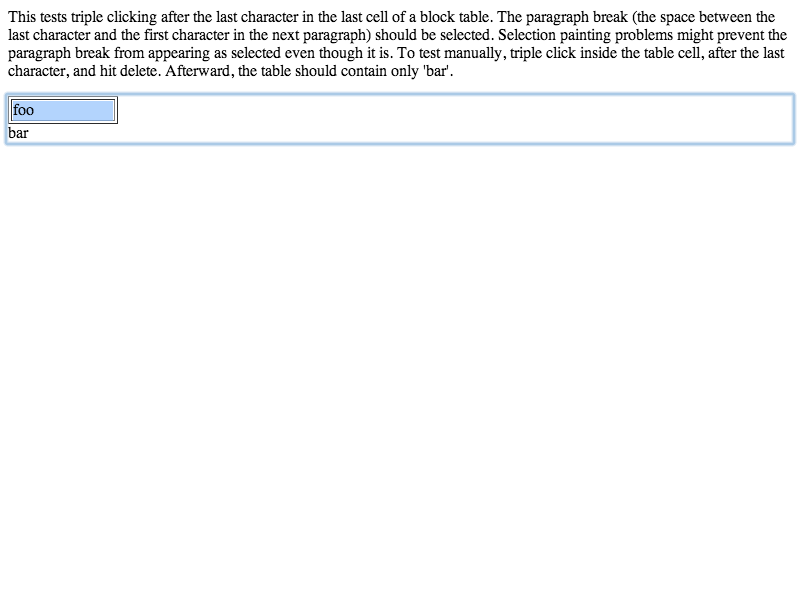 This tests triple clicking after the last character in the last cell of a block table. The paragraph break (the space between the
last character and the first character in the next paragraph) should be selected. Selection painting problems might prevent the
paragraph break from appearing as selected even though it is. To test manually, triple click inside the table cell, after the last
character, and hit delete. Afterward, the table should contain only 'bar'.
foo
bar